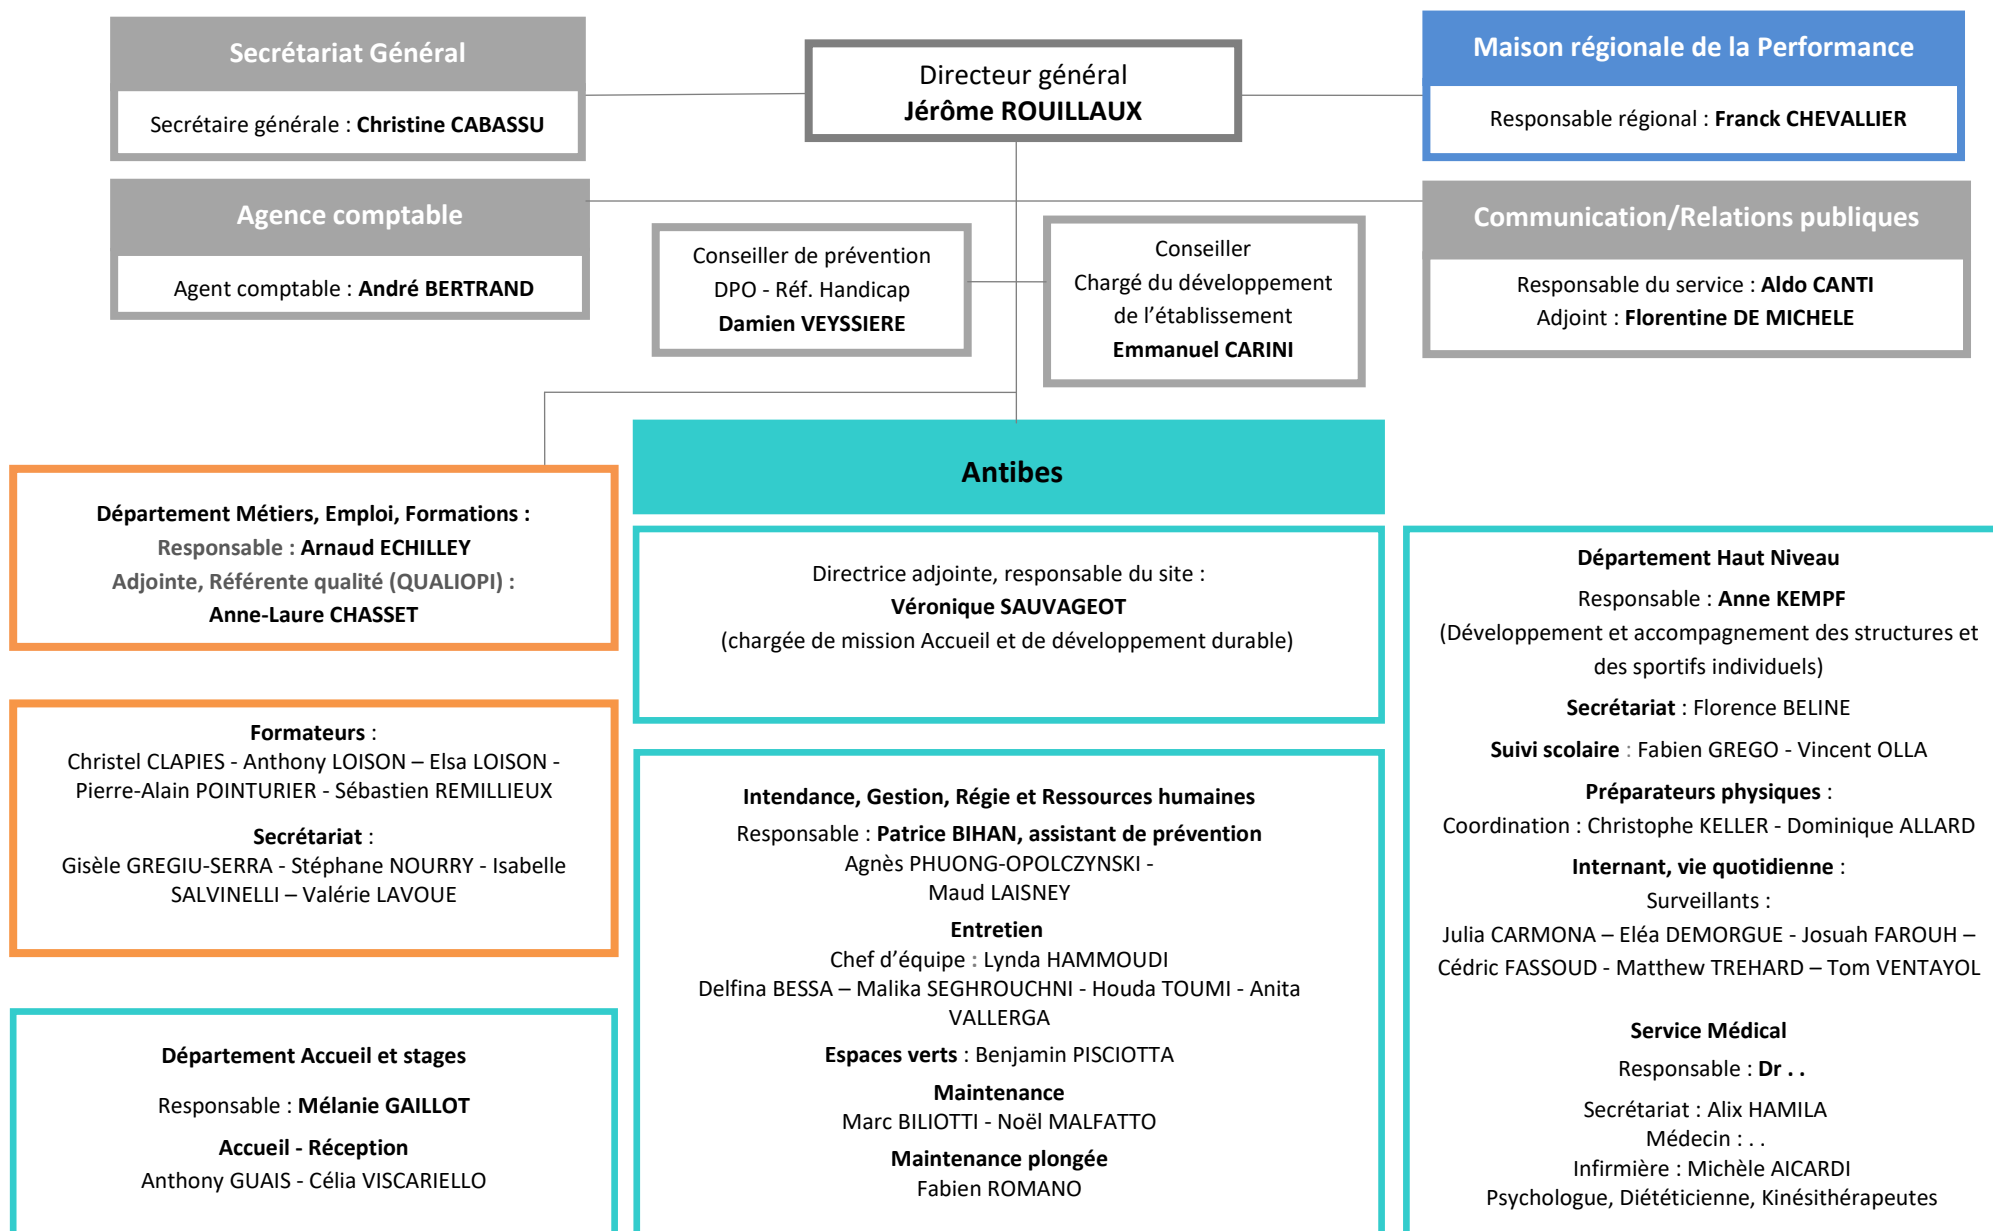 Secrétariat Général
Secrétaire générale : Christine CABASSU
Directeur général
Jérôme ROUILLAUX
Maison régionale de la Performance
Responsable régional : Franck CHEVALLIER
Agence comptable
Agent comptable : André BERTRAND
Conseiller de prévention
DPO - Réf. Handicap
Damien VEYSSIERE
Conseiller
Chargé du développement
de l’établissement
Emmanuel CARINI
Communication/Relations publiques
Responsable du service : Aldo CANTI
Adjoint : Florentine DE MICHELE
Département Métiers, Emploi, Formations :
Responsable : Arnaud ECHILLEY
Adjointe, Référente qualité (QUALIOPI) :
Anne-Laure CHASSET
Formateurs :
Christel CLAPIES - Anthony LOISON – Elsa LOISON -
Pierre-Alain POINTURIER - Sébastien REMILLIEUX
Secrétariat :
Gisèle GREGIU-SERRA - Stéphane NOURRY - Isabelle
SALVINELLI – Valérie LAVOUE
Département Accueil et stages
Responsable : Mélanie GAILLOT
Accueil - Réception
Anthony GUAIS - Célia VISCARIELLO
Antibes
Directrice adjointe, responsable du site :
Véronique SAUVAGEOT
(chargée de mission Accueil et de développement durable)
Intendance, Gestion, Régie et Ressources humaines
Responsable : Patrice BIHAN, assistant de prévention
Agnès PHUONG-OPOLCZYNSKI -
Maud LAISNEY
Entretien
Chef d’équipe : Lynda HAMMOUDI
Delfina BESSA – Malika SEGHROUCHNI - Houda TOUMI - Anita
VALLERGA
Espaces verts : Benjamin PISCIOTTA
Maintenance
Marc BILIOTTI - Noël MALFATTO
Maintenance plongée
Fabien ROMANO
Département Haut Niveau
Responsable : Anne KEMPF
(Développement et accompagnement des structures et
des sportifs individuels)
Secrétariat : Florence BELINE
Suivi scolaire : Fabien GREGO - Vincent OLLA
Préparateurs physiques :
Coordination : Christophe KELLER - Dominique ALLARD
Internant, vie quotidienne :
Surveillants :
Julia CARMONA – Eléa DEMORGUE - Josuah FAROUH –
Cédric FASSOUD - Matthew TREHARD – Tom VENTAYOL
Service Médical
Responsable : Dr . .
Secrétariat : Alix HAMILA
Médecin : . .
Infirmière : Michèle AICARDI
Psychologue, Diététicienne, Kinésithérapeutes